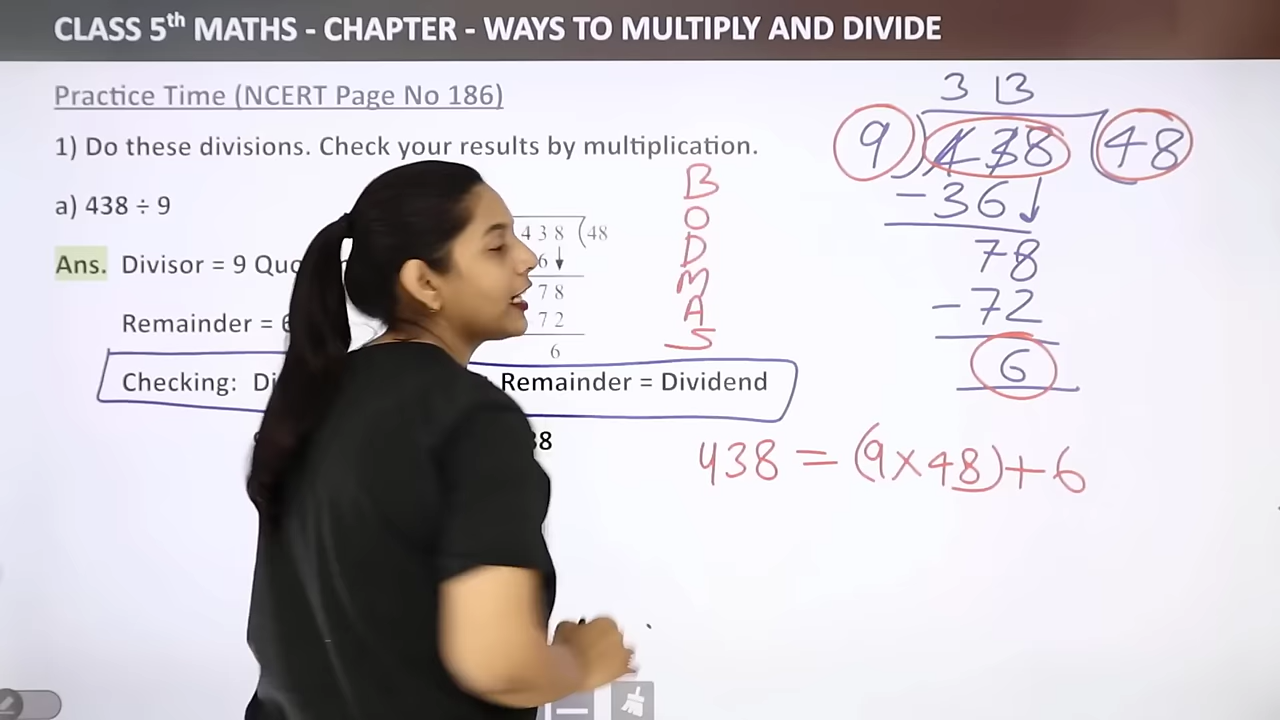 CLASS 5th MATHS - CHAPTER - WAYS TO MULTIPLY AND DIVIDE
Practice Time (NCERT Page No 186)
1) Do these divisions. Check your results by multiplication.
a) 438 ÷ 9
Ans. Divisor = 9
Remainder =
Checking:
Remainder = Dividend
438 (48
6
78
72
6
B
O
D
M
A
S
3 13
9) 438 (48
-36
78
-72
6
438 = (9×48)+6